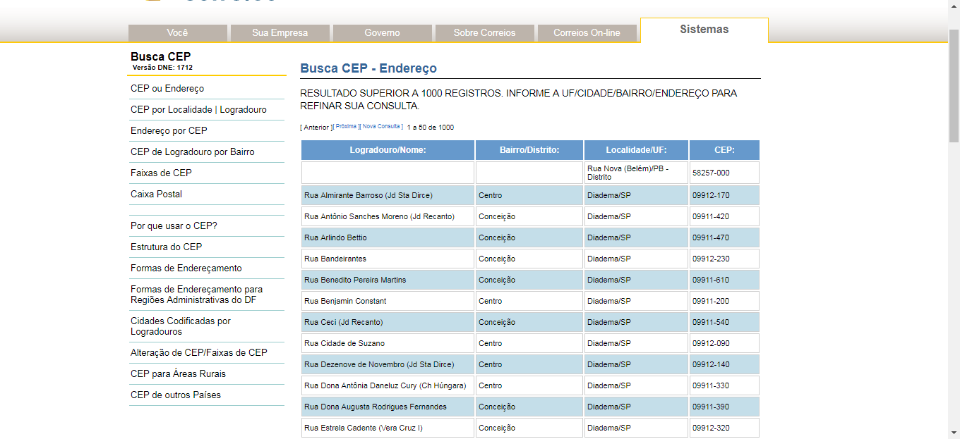 Você Sua Empresa Governo Sobre Correios Correios On-line Sistemas
Busca CEP
Versão DNE: 1712
CEP ou Endereço
CEP por Localidade | Logradouro
Endereço por CEP
CEP de Logradouro por Bairro
Faixas de CEP
Caixa Postal
Por que usar o CEP?
Estrutura do CEP
Formas de Endereçamento
Formas de Endereçamento para
Regiões Administrativas do DF
Cidades Codificadas por
Logradouros
Alteração de CEP/Faixas de CEP
CEP para Áreas Rurais
CEP de outros Países
Busca CEP - Endereço
RESULTADO SUPERIOR A 1000 REGISTROS. INFORME A UF/CIDADE/BAIRRO/ENDEREÇO PARA
REFINAR SUA CONSULTA.
[ Anterior ][ Próxima ][ Nova Consulta ] 1 a 50 de 1000
Logradouro/Nome: Bairro/Distrito: Localidade/UF: CEP:
Rua Nova (Belém)/PB -
Distrito 58257-000
Rua Almirante Barroso (Jd Sta Dirce) Centro Diadema/SP 09912-170
Rua Antônio Sanches Moreno (Jd Recanto) Conceição Diadema/SP 09911-420
Rua Arlindo Bettio Conceição Diadema/SP 09911-470
Rua Bandeirantes Conceição Diadema/SP 09912-230
Rua Benedito Pereira Martins Conceição Diadema/SP 09911-610
Rua Benjamin Constant Centro Diadema/SP 09911-200
Rua Ceci (Jd Recanto) Conceição Diadema/SP 09911-540
Rua Cidade de Suzano Centro Diadema/SP 09912-090
Rua Dezenove de Novembro (Jd Sta Dirce) Centro Diadema/SP 09912-140
Rua Dona Antônia Daneluz Cury (Ch Húngara) Centro Diadema/SP 09911-330
Rua Dona Augusta Rodrigues Fernandes Conceição Diadema/SP 09911-390
Rua Estrela Cadente (Vera Cruz I) Conceição Diadema/SP 09912-320